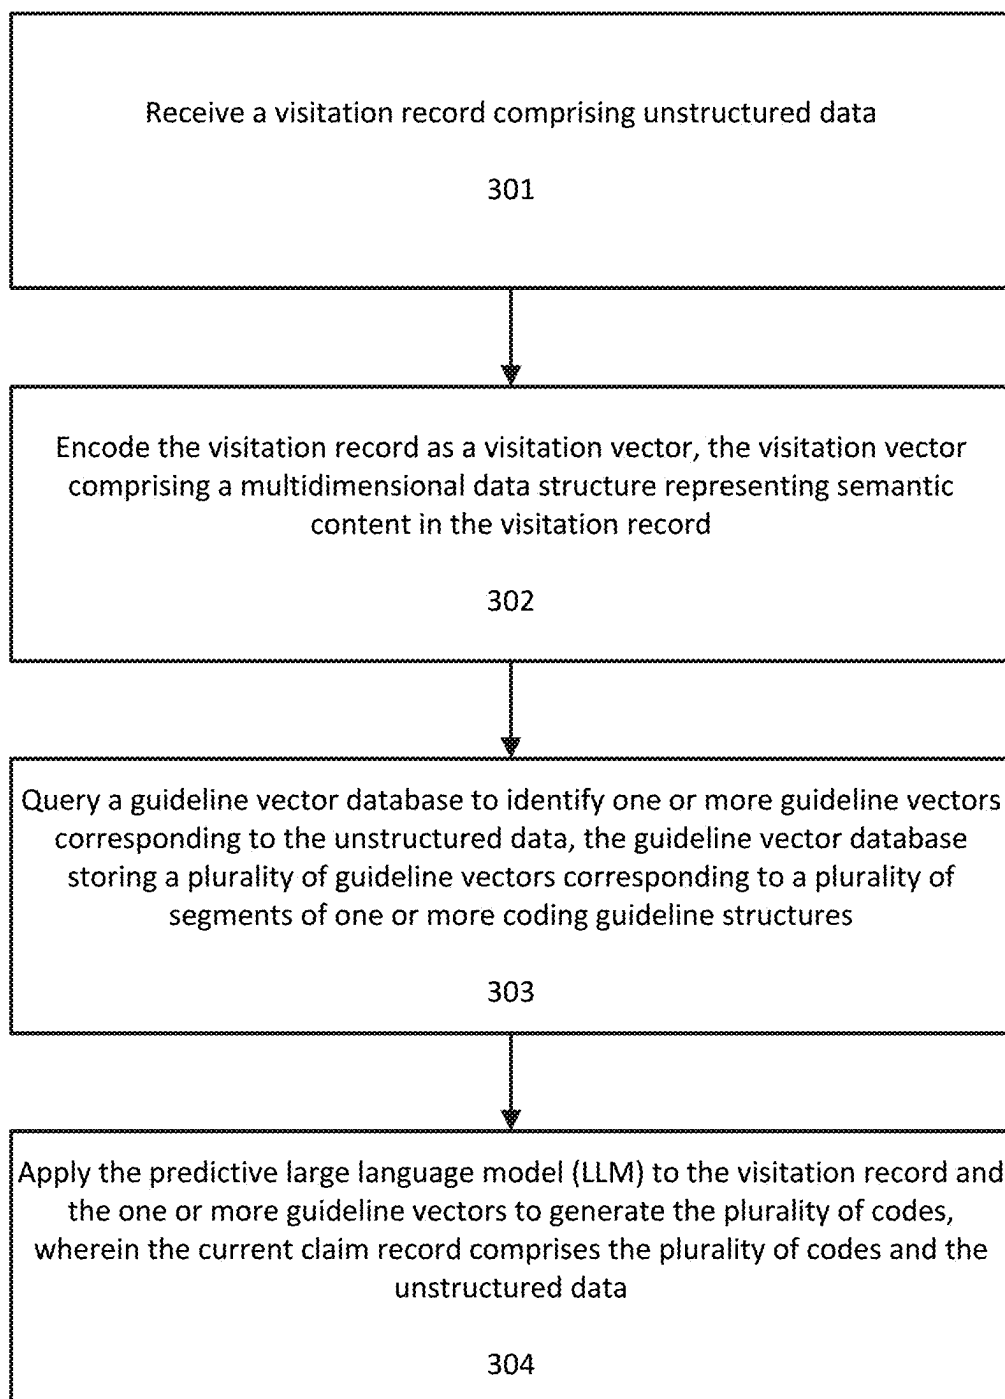 Receive a visitation record comprising unstructured data
301
Encode the visitation record as a visitation vector, the visitation vector
comprising a multidimensional data structure representing semantic
content in the visitation record
302
Query a guideline vector database to identify one or more guideline vectors
corresponding to the unstructured data, the guideline vector database
storing a plurality of guideline vectors corresponding to a plurality of
segments of one or more coding guideline structures
303
Apply the predictive large language model (LLM) to the visitation record and
the one or more guideline vectors to generate the plurality of codes,
wherein the current claim record comprises the plurality of codes and the
unstructured data
304